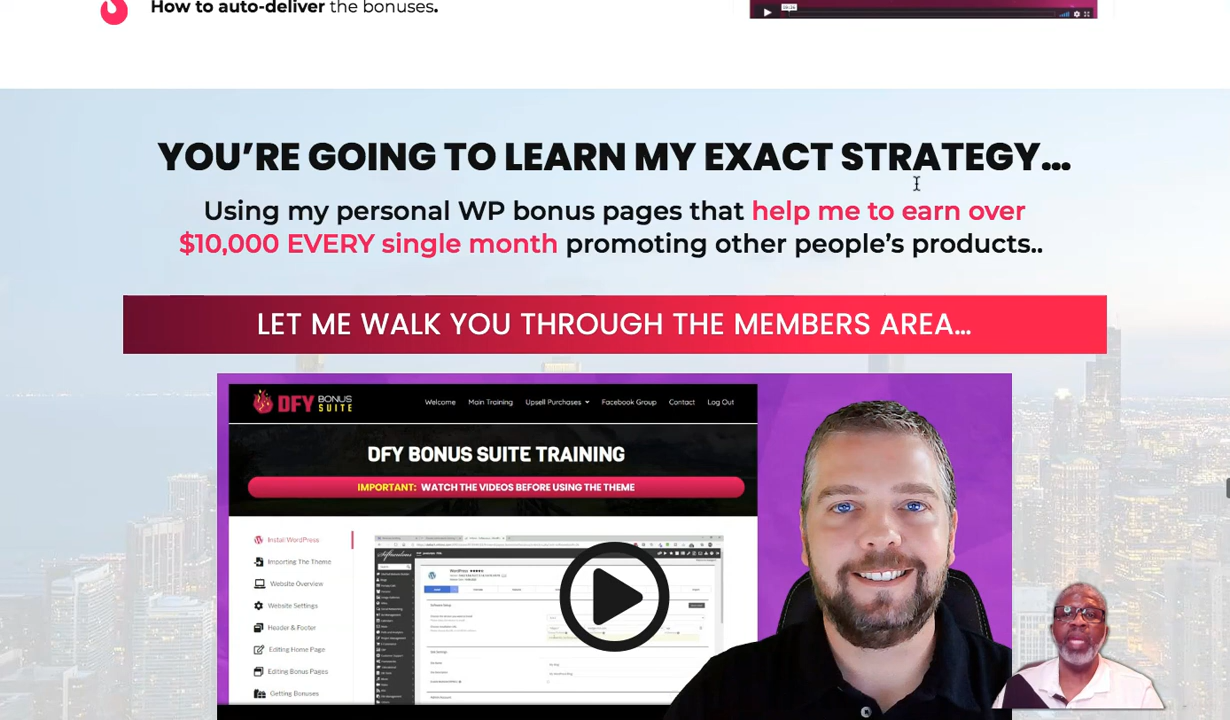 How to auto-deliver the bonuses.
YOU’RE GOING TO LEARN MY EXACT STRATEGY...
Using my personal WP bonus pages that help me to earn over
$10,000 EVERY single month promoting other people’s products..
LET ME WALK YOU THROUGH THE MEMBERS AREA...
DFY BONUS SUITE
Welcome Main Training Upsell Purchases Facebook Group Contact Log Out
DFY BONUS SUITE TRAINING
IMPORTANT: WATCH THE VIDEOS BEFORE USING THE THEME
Install WordPress
Importing The Theme
Website Overview
Website Settings
Header & Footer
Editing Home Page
Editing Bonus Pages
Getting Bonuses
Softaculous
WordPress